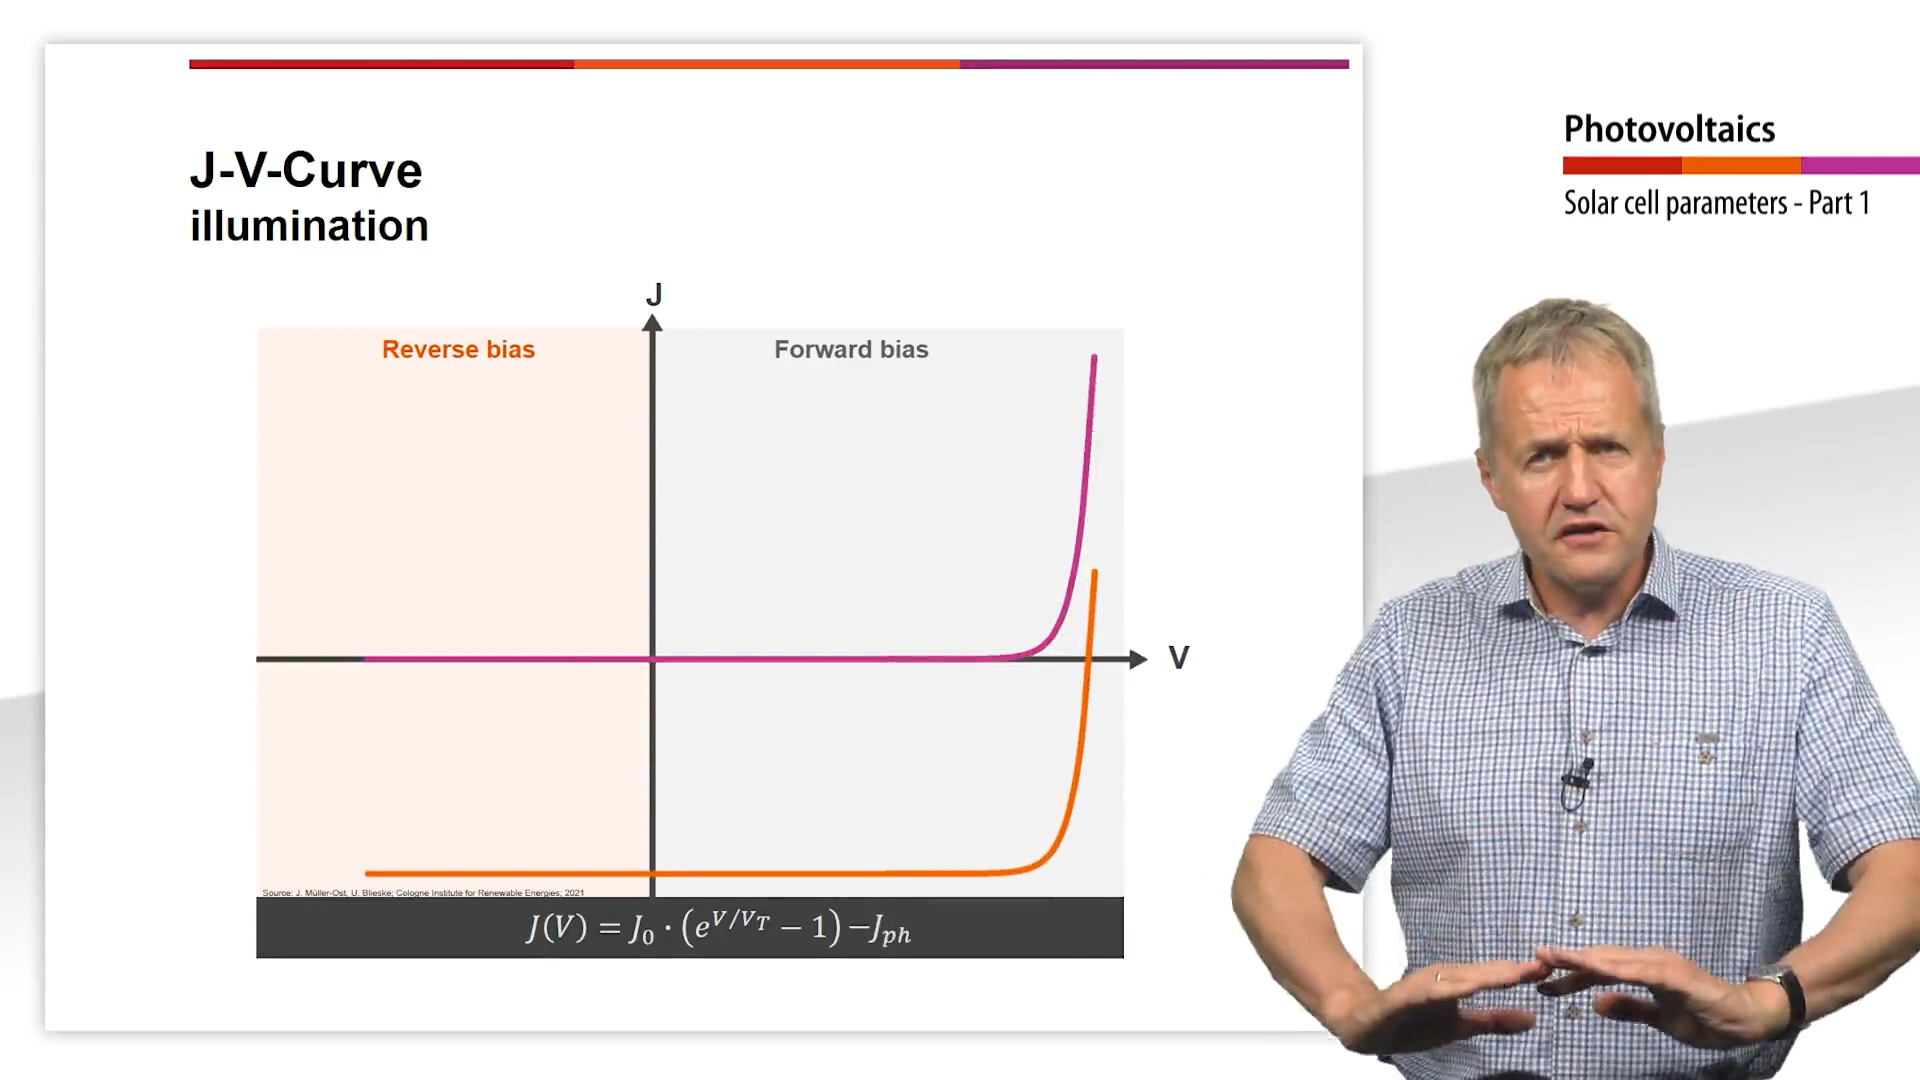 J-V-Curve
illumination
J
Reverse bias
Forward bias
V
Source: J. Müller-Ost, U. Blieske; Cologne Institute for Renewable Energies; 2021
J(V) = J₀ · (e^{V/V_T} − 1) − J_{ph}
Photovoltaics
Solar cell parameters - Part 1